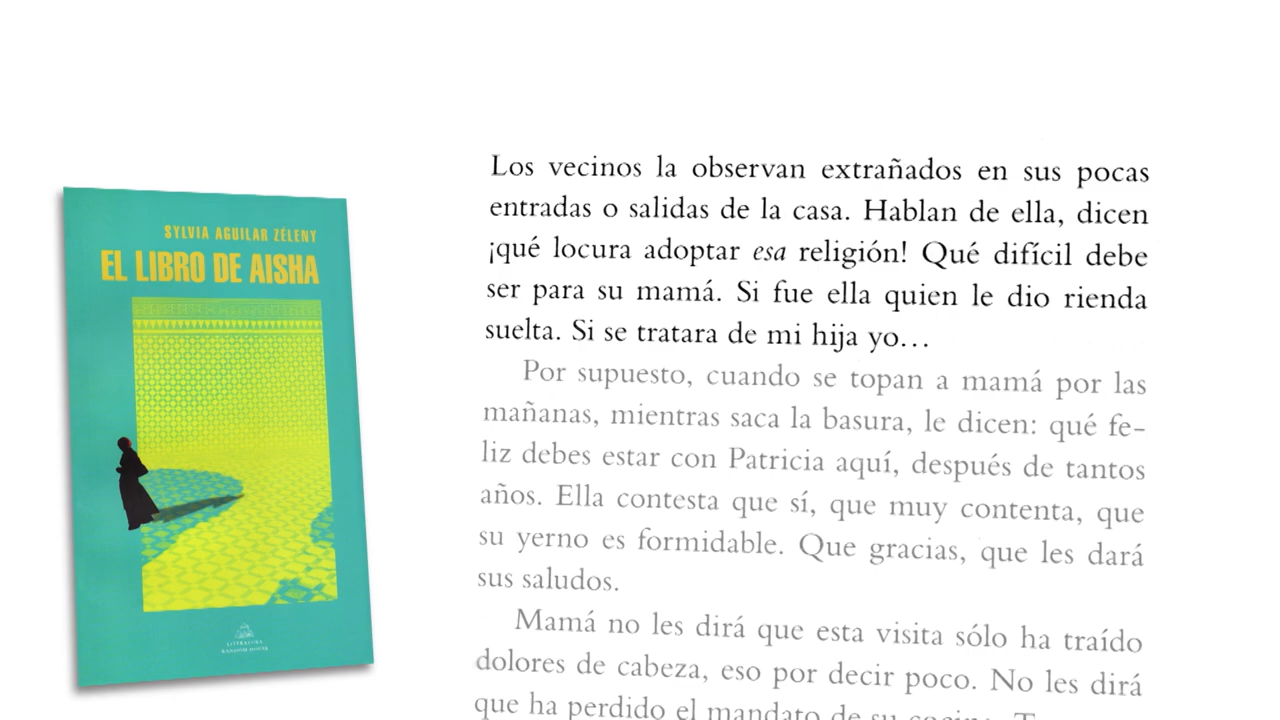 SYLVIA AGUILAR ZÉLENY
EL LIBRO DE AISHA
LITERATURA
RANDOM HOUSE
Los vecinos la observan extrañados en sus pocas
entradas o salidas de la casa. Hablan de ella, dicen
¡qué locura adoptar esa religión! Qué difícil debe
ser para su mamá. Si fue ella quien le dio rienda
suelta. Si se tratara de mi hija yo…
Por supuesto, cuando se topan a mamá por las
mañanas, mientras saca la basura, le dicen: qué fe-
liz debes estar con Patricia aquí, después de tantos
años. Ella contesta que sí, que muy contenta, que
su yerno es formidable. Que gracias, que les dará
sus saludos.
Mamá no les dirá que esta visita sólo ha traído
dolores de cabeza, eso por decir poco. No les dirá
que ha perdido el mandato de su